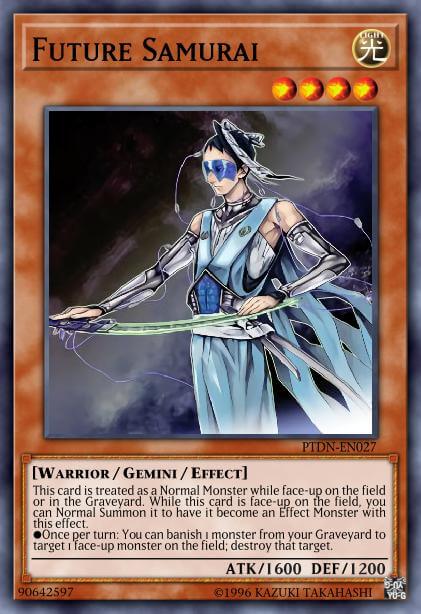 Future Samurai
LIGHT
光
PTDN-EN027
[Warrior / Gemini / Effect]
This card is treated as a Normal Monster while face-up on the field
or in the Graveyard. While this card is face-up on the field, you
can Normal Summon it to have it become an Effect Monster with
this effect.
●Once per turn: You can banish 1 monster from your Graveyard to
target 1 face-up monster on the field; destroy that target.
ATK/1600 DEF/1200
90642597
©1996 KAZUKI TAKAHASHI